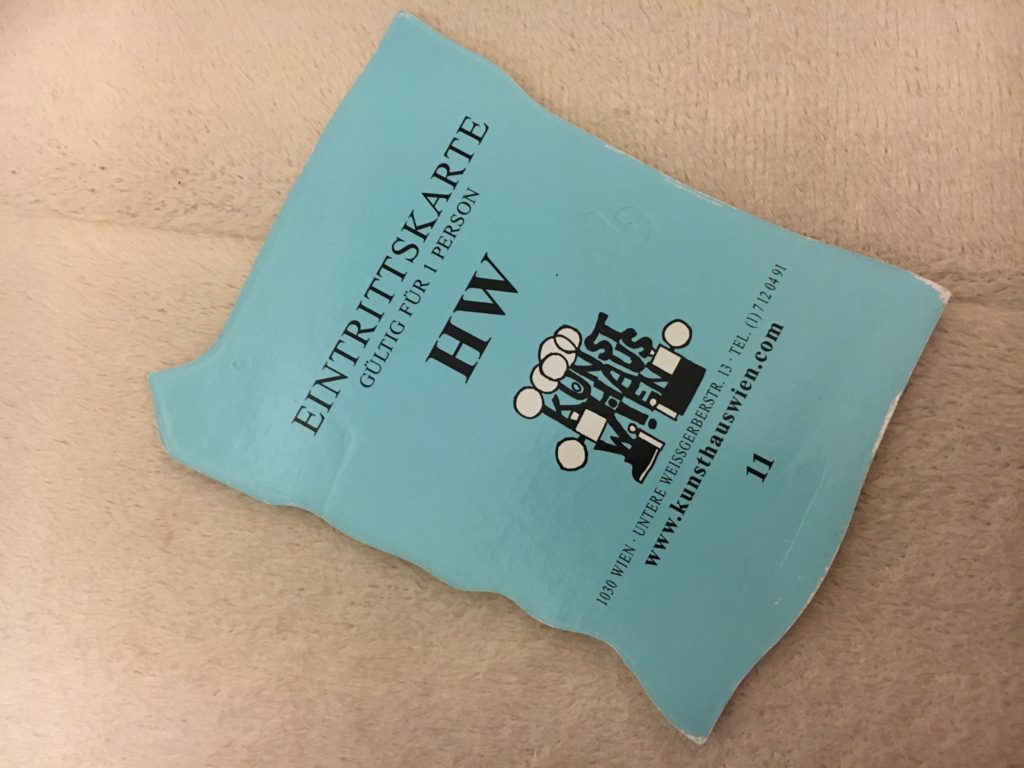 EINTRITTSKARTE
GÜLTIG FÜR 1 PERSON
HW
KUNST
HAUS
WIEN
1030 WIEN · UNTERE WEISSGERBERSTR. 13 · TEL. (1) 712 04 91
www.kunsthauswien.com
11